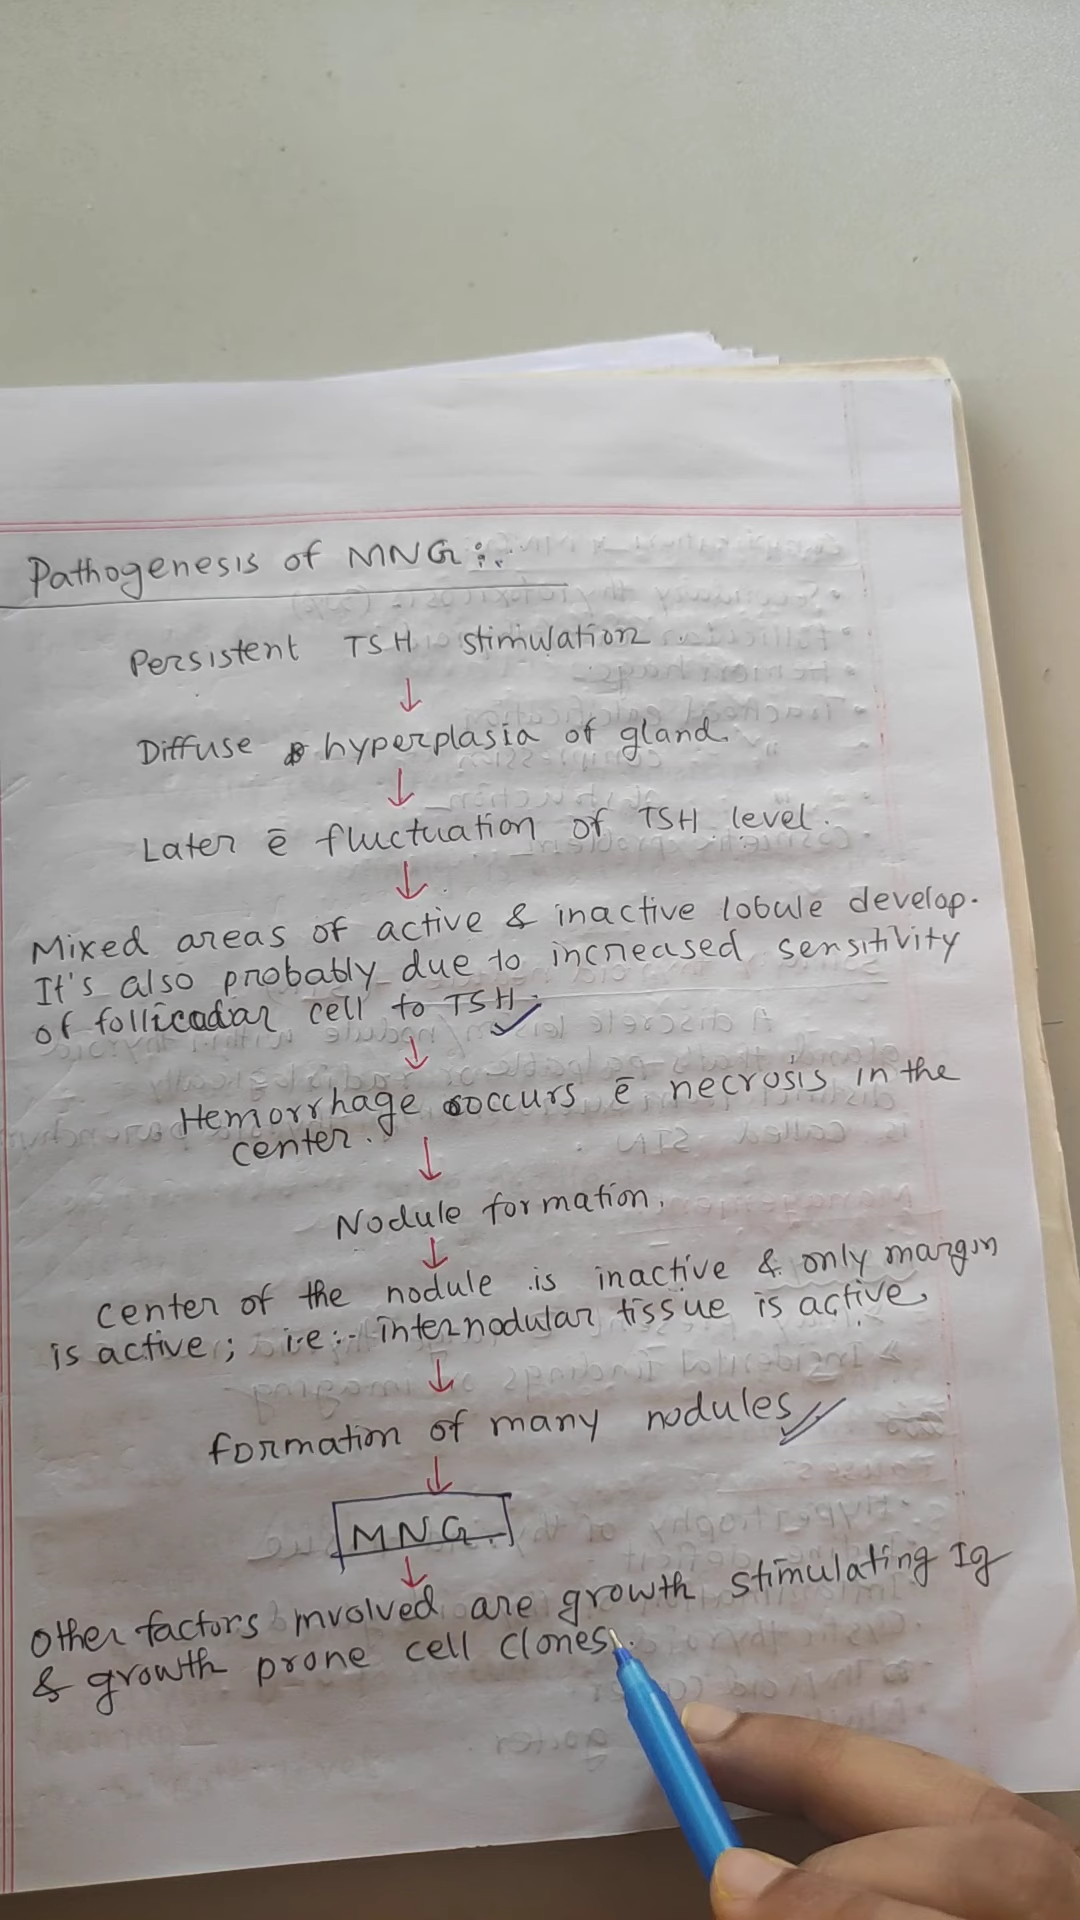 Pathogenesis of MNG:.
Persistent TSH stimulation
↓
Diffuse hyperplasia of gland.
↓
Later ē fluctuation of TSH level.
↓
Mixed areas of active & inactive lobule develop.
It's also probably due to increased sensitivity
of follicular cell to TSH.
↓
Hemorrhage occurs ē necrosis in the
center.
↓
Nodule formation.
↓
center of the nodule is inactive & only margin
is active; i.e:- internodular tissue is active.
↓
formation of many nodules
↓
MNG.
↓
other factors involved are growth stimulating Ig
& growth prone cell clones.